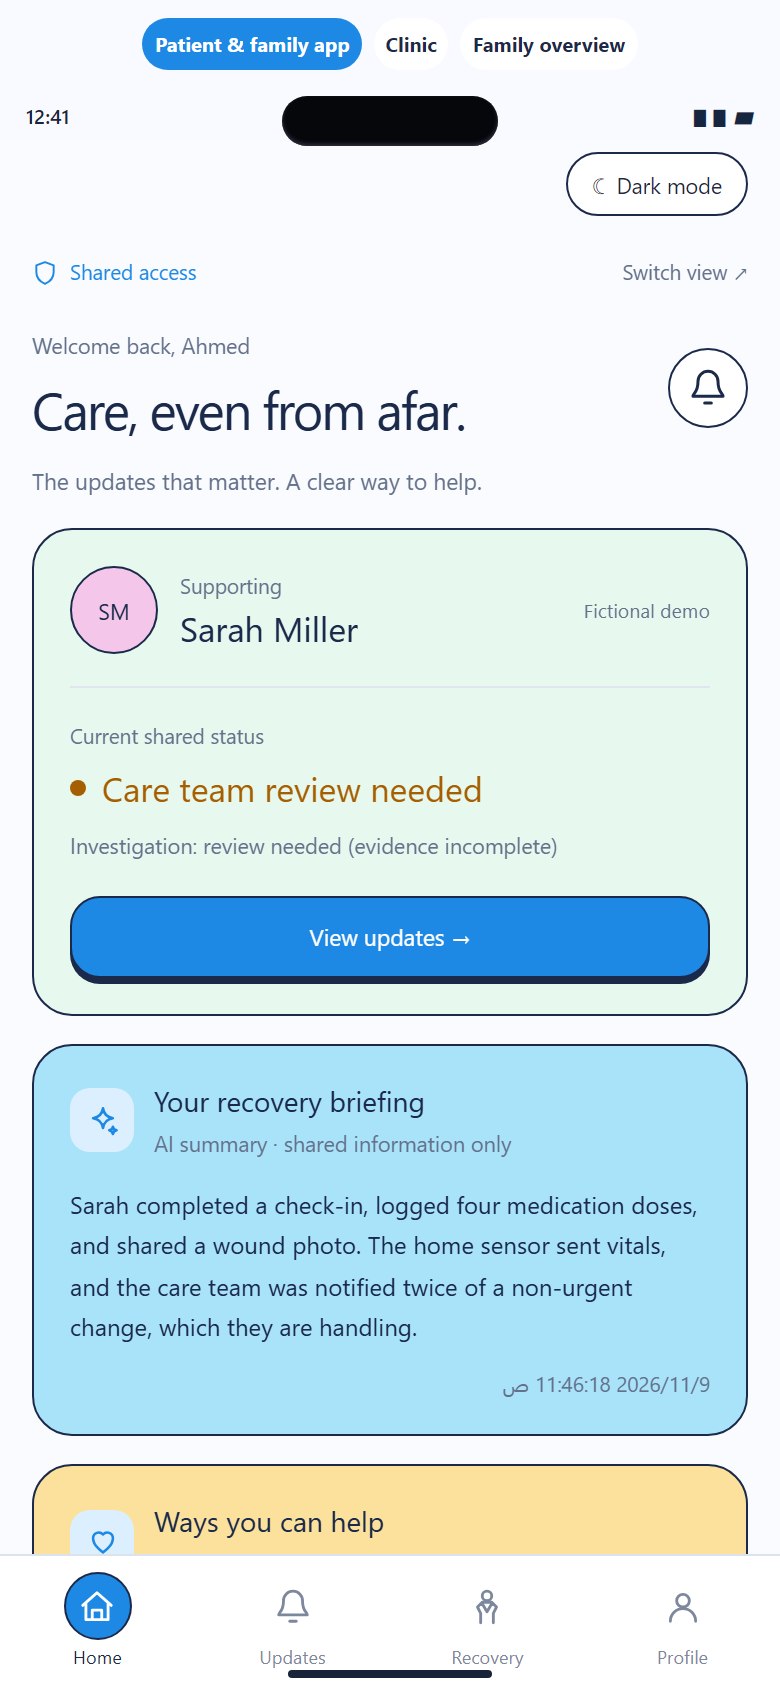 Patient & family app
Clinic
Family overview
12:41
☾ Dark mode
Shared access
Switch view ↗
Welcome back, Ahmed
Care, even from afar.
The updates that matter. A clear way to help.
SM
Supporting
Sarah Miller
Fictional demo
Current shared status
Care team review needed
Investigation: review needed (evidence incomplete)
View updates →
Your recovery briefing
AI summary · shared information only
Sarah completed a check-in, logged four medication doses,
and shared a wound photo. The home sensor sent vitals,
and the care team was notified twice of a non-urgent
change, which they are handling.
ص 11:46:18 2026/11/9
Ways you can help
Home
Updates
Recovery
Profile